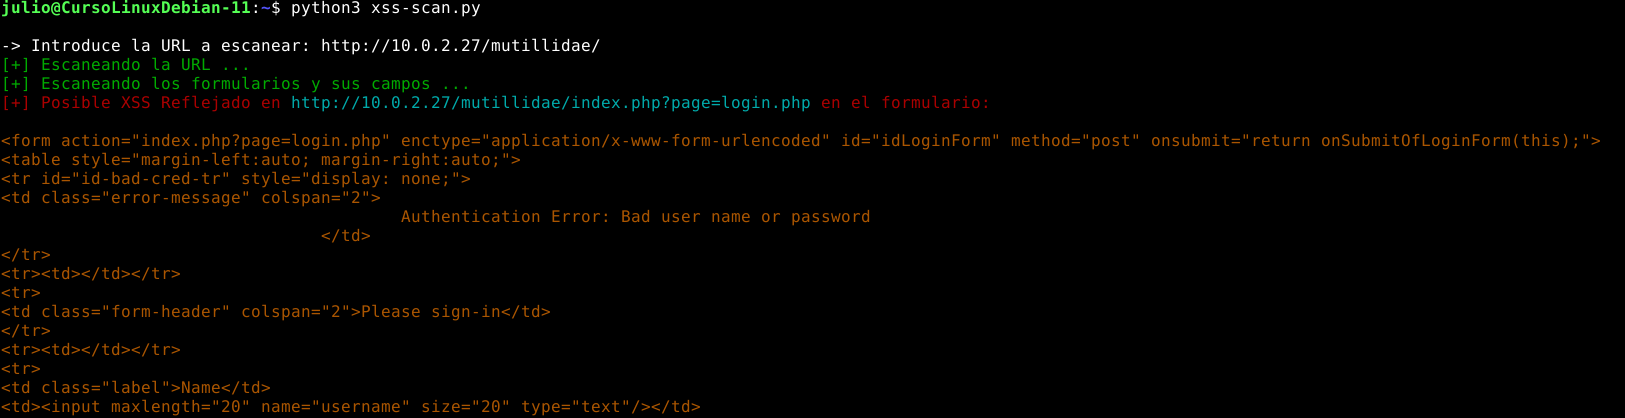 julio@CursoLinuxDebian-11:~$ python3 xss-scan.py
-> Introduce la URL a escanear: http://10.0.2.27/mutillidae/
[+] Escaneando la URL ...
[+] Escaneando los formularios y sus campos ...
[+] Posible XSS Reflejado en http://10.0.2.27/mutillidae/index.php?page=login.php en el formulario:
<form action="index.php?page=login.php" enctype="application/x-www-form-urlencoded" id="idLoginForm" method="post" onsubmit="return onSubmitOfLoginForm(this);">
<table style="margin-left:auto; margin-right:auto;">
<tr id="id-bad-cred-tr" style="display: none;">
<td class="error-message" colspan="2">
Authentication Error: Bad user name or password
</td>
</tr>
<tr><td></td></tr>
<tr>
<td class="form-header" colspan="2">Please sign-in</td>
</tr>
<tr><td></td></tr>
<tr>
<td class="label">Name</td>
<td><input maxlength="20" name="username" size="20" type="text"/></td>